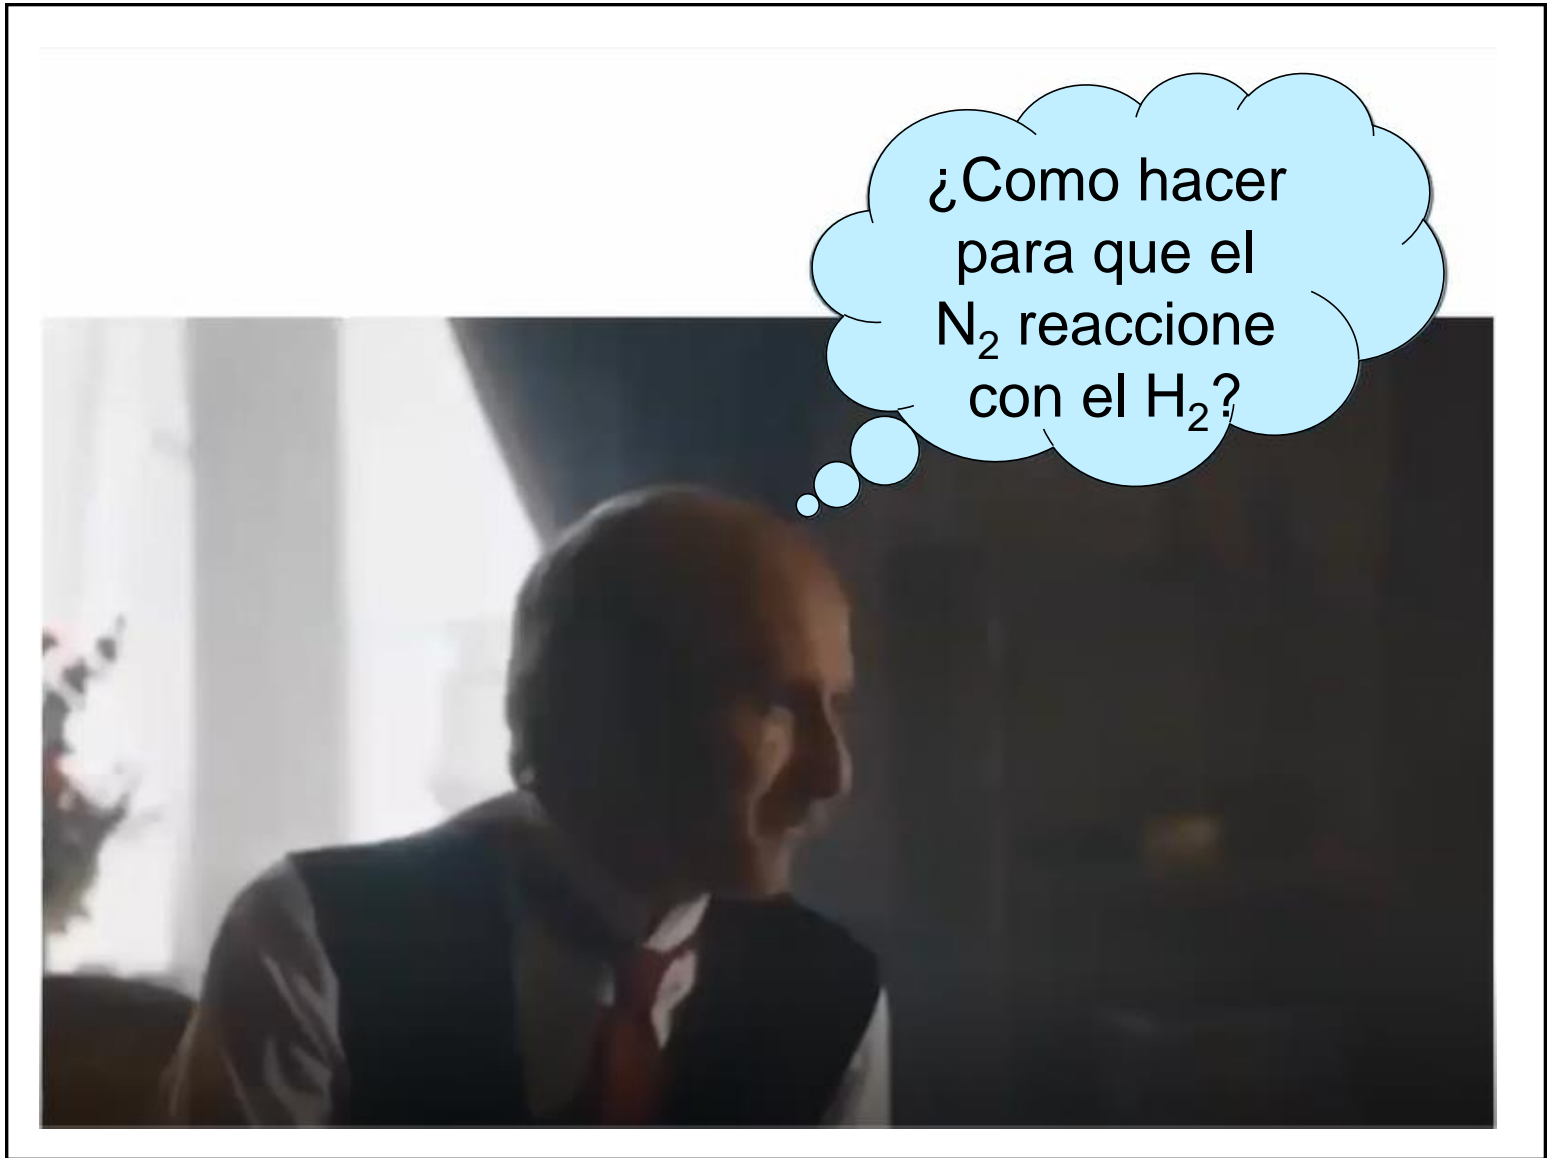 ¿Como hacer
para que el
N₂ reaccione
con el H₂?